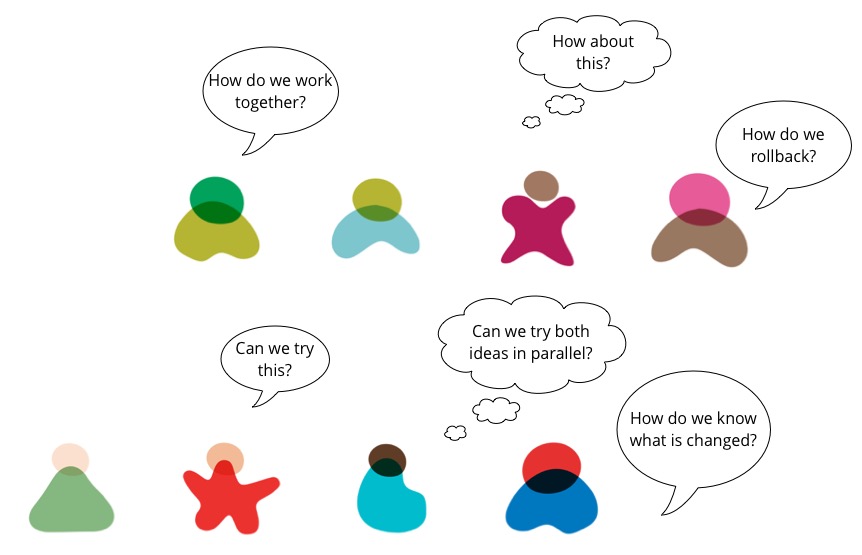 How do we work
together?
How about
this?
How do we
rollback?
Can we try
this?
Can we try both
ideas in parallel?
How do we know
what is changed?